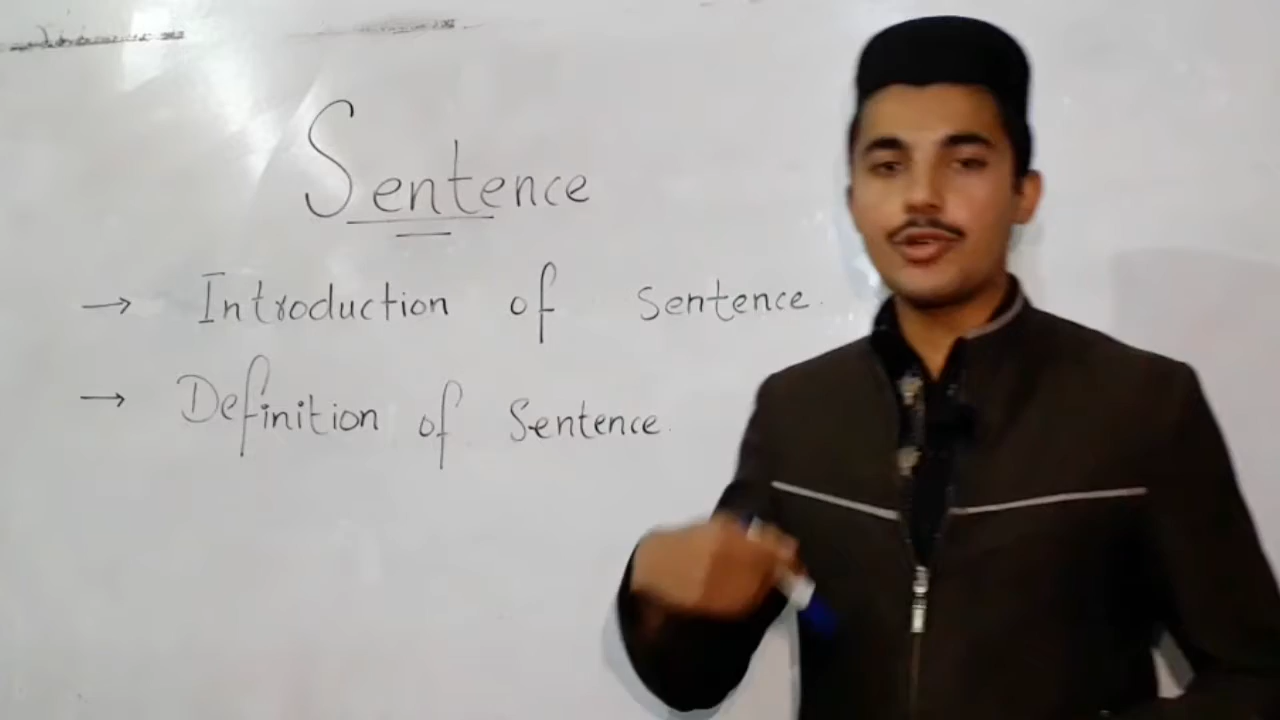 Sentence
→ Introduction of Sentence.
→ Definition of Sentence.